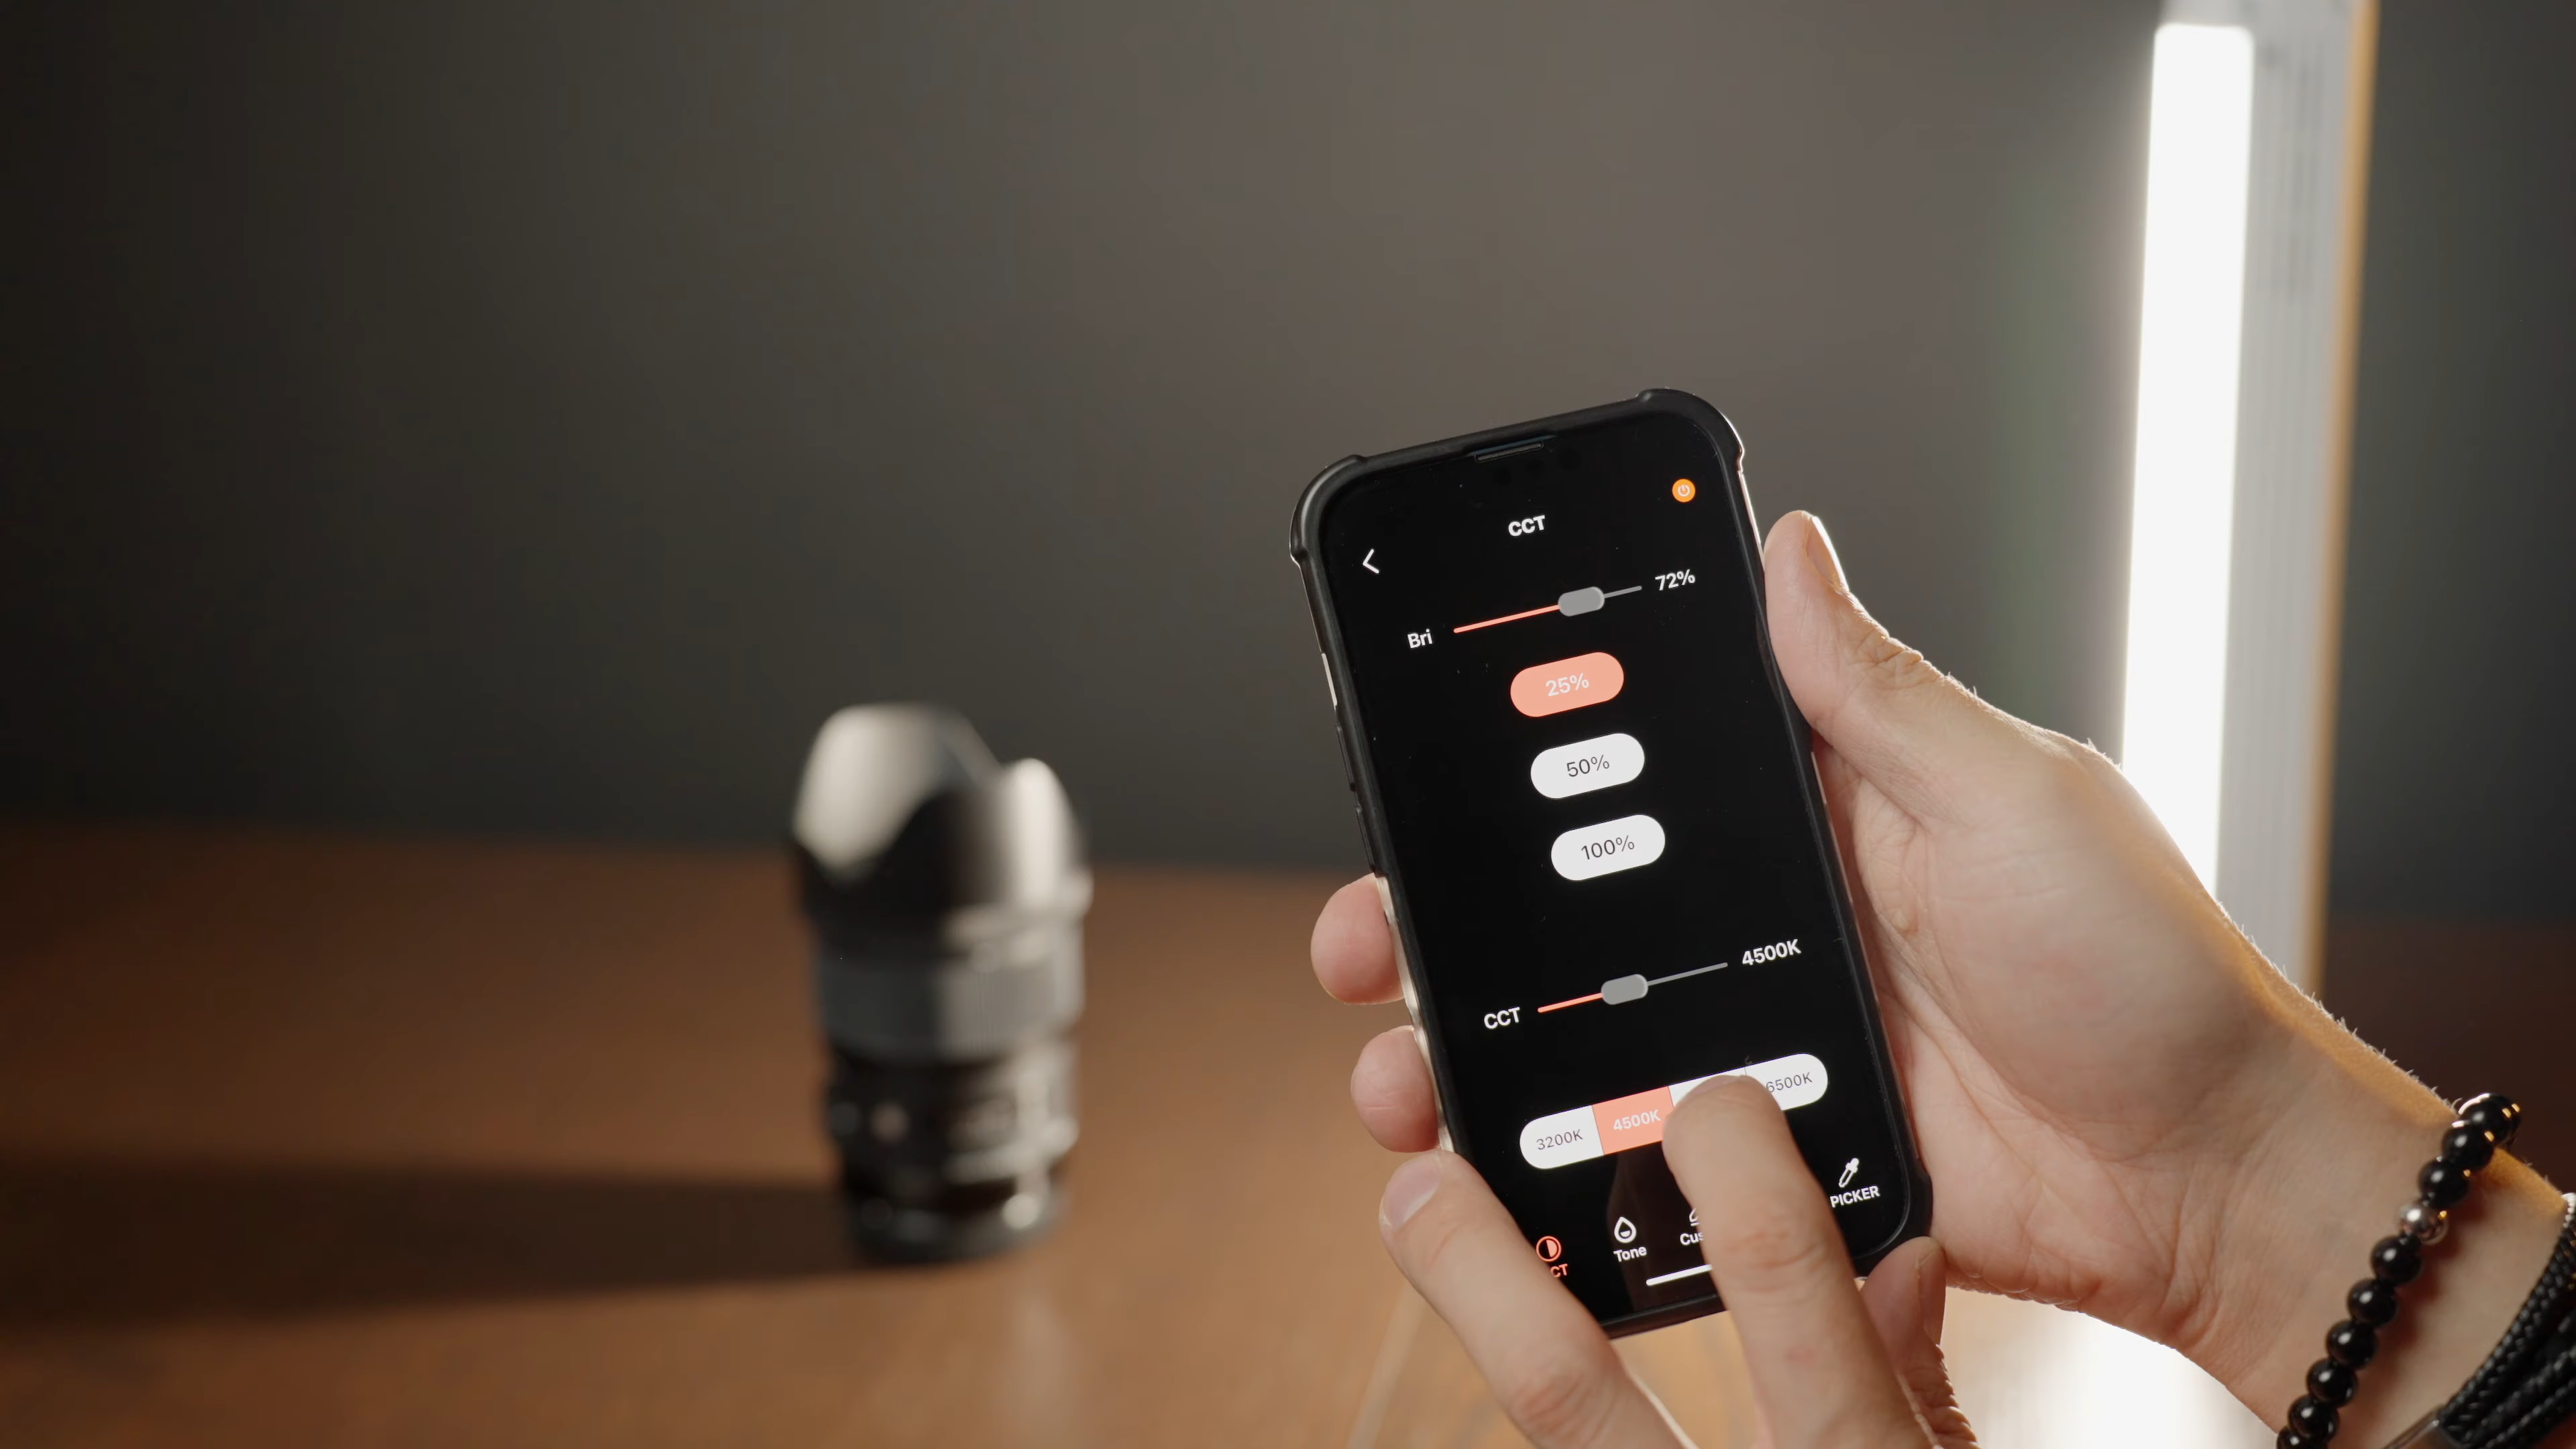 CCT
Bri 72%
25%
50%
100%
CCT 4500K
3200K 4500K 6500K
PICKER
Tone